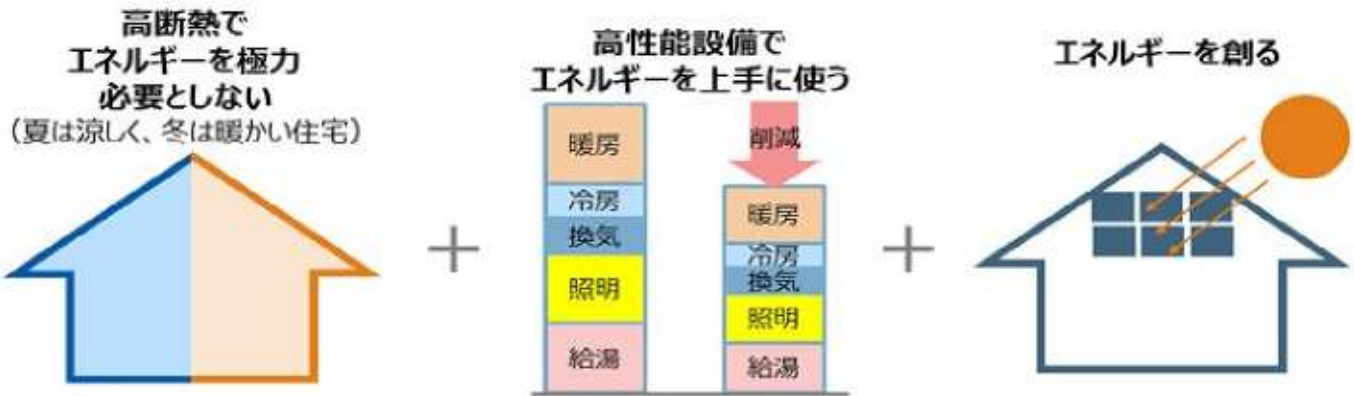 高断熱で
エネルギーを極力
必要としない
（夏は涼しく、冬は暖かい住宅）
高性能設備で
エネルギーを上手に使う
暖房
冷房
換気
照明
給湯
削減
暖房
冷房
換気
照明
給湯
エネルギーを創る